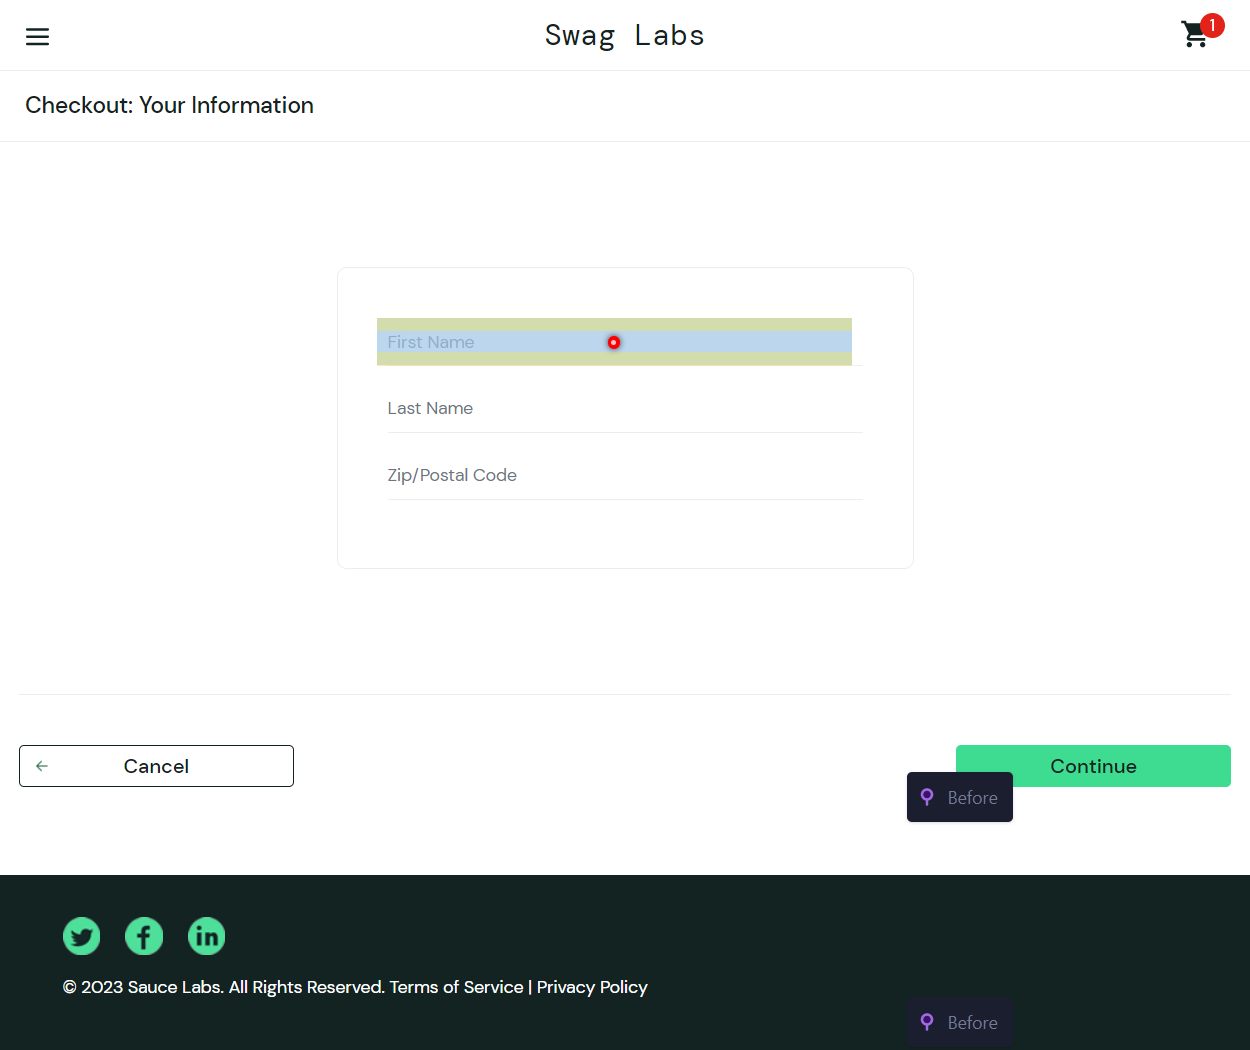 Swag Labs
1
Checkout: Your Information
First Name
Last Name
Zip/Postal Code
Cancel
Continue
Before
© 2023 Sauce Labs. All Rights Reserved. Terms of Service | Privacy Policy
Before